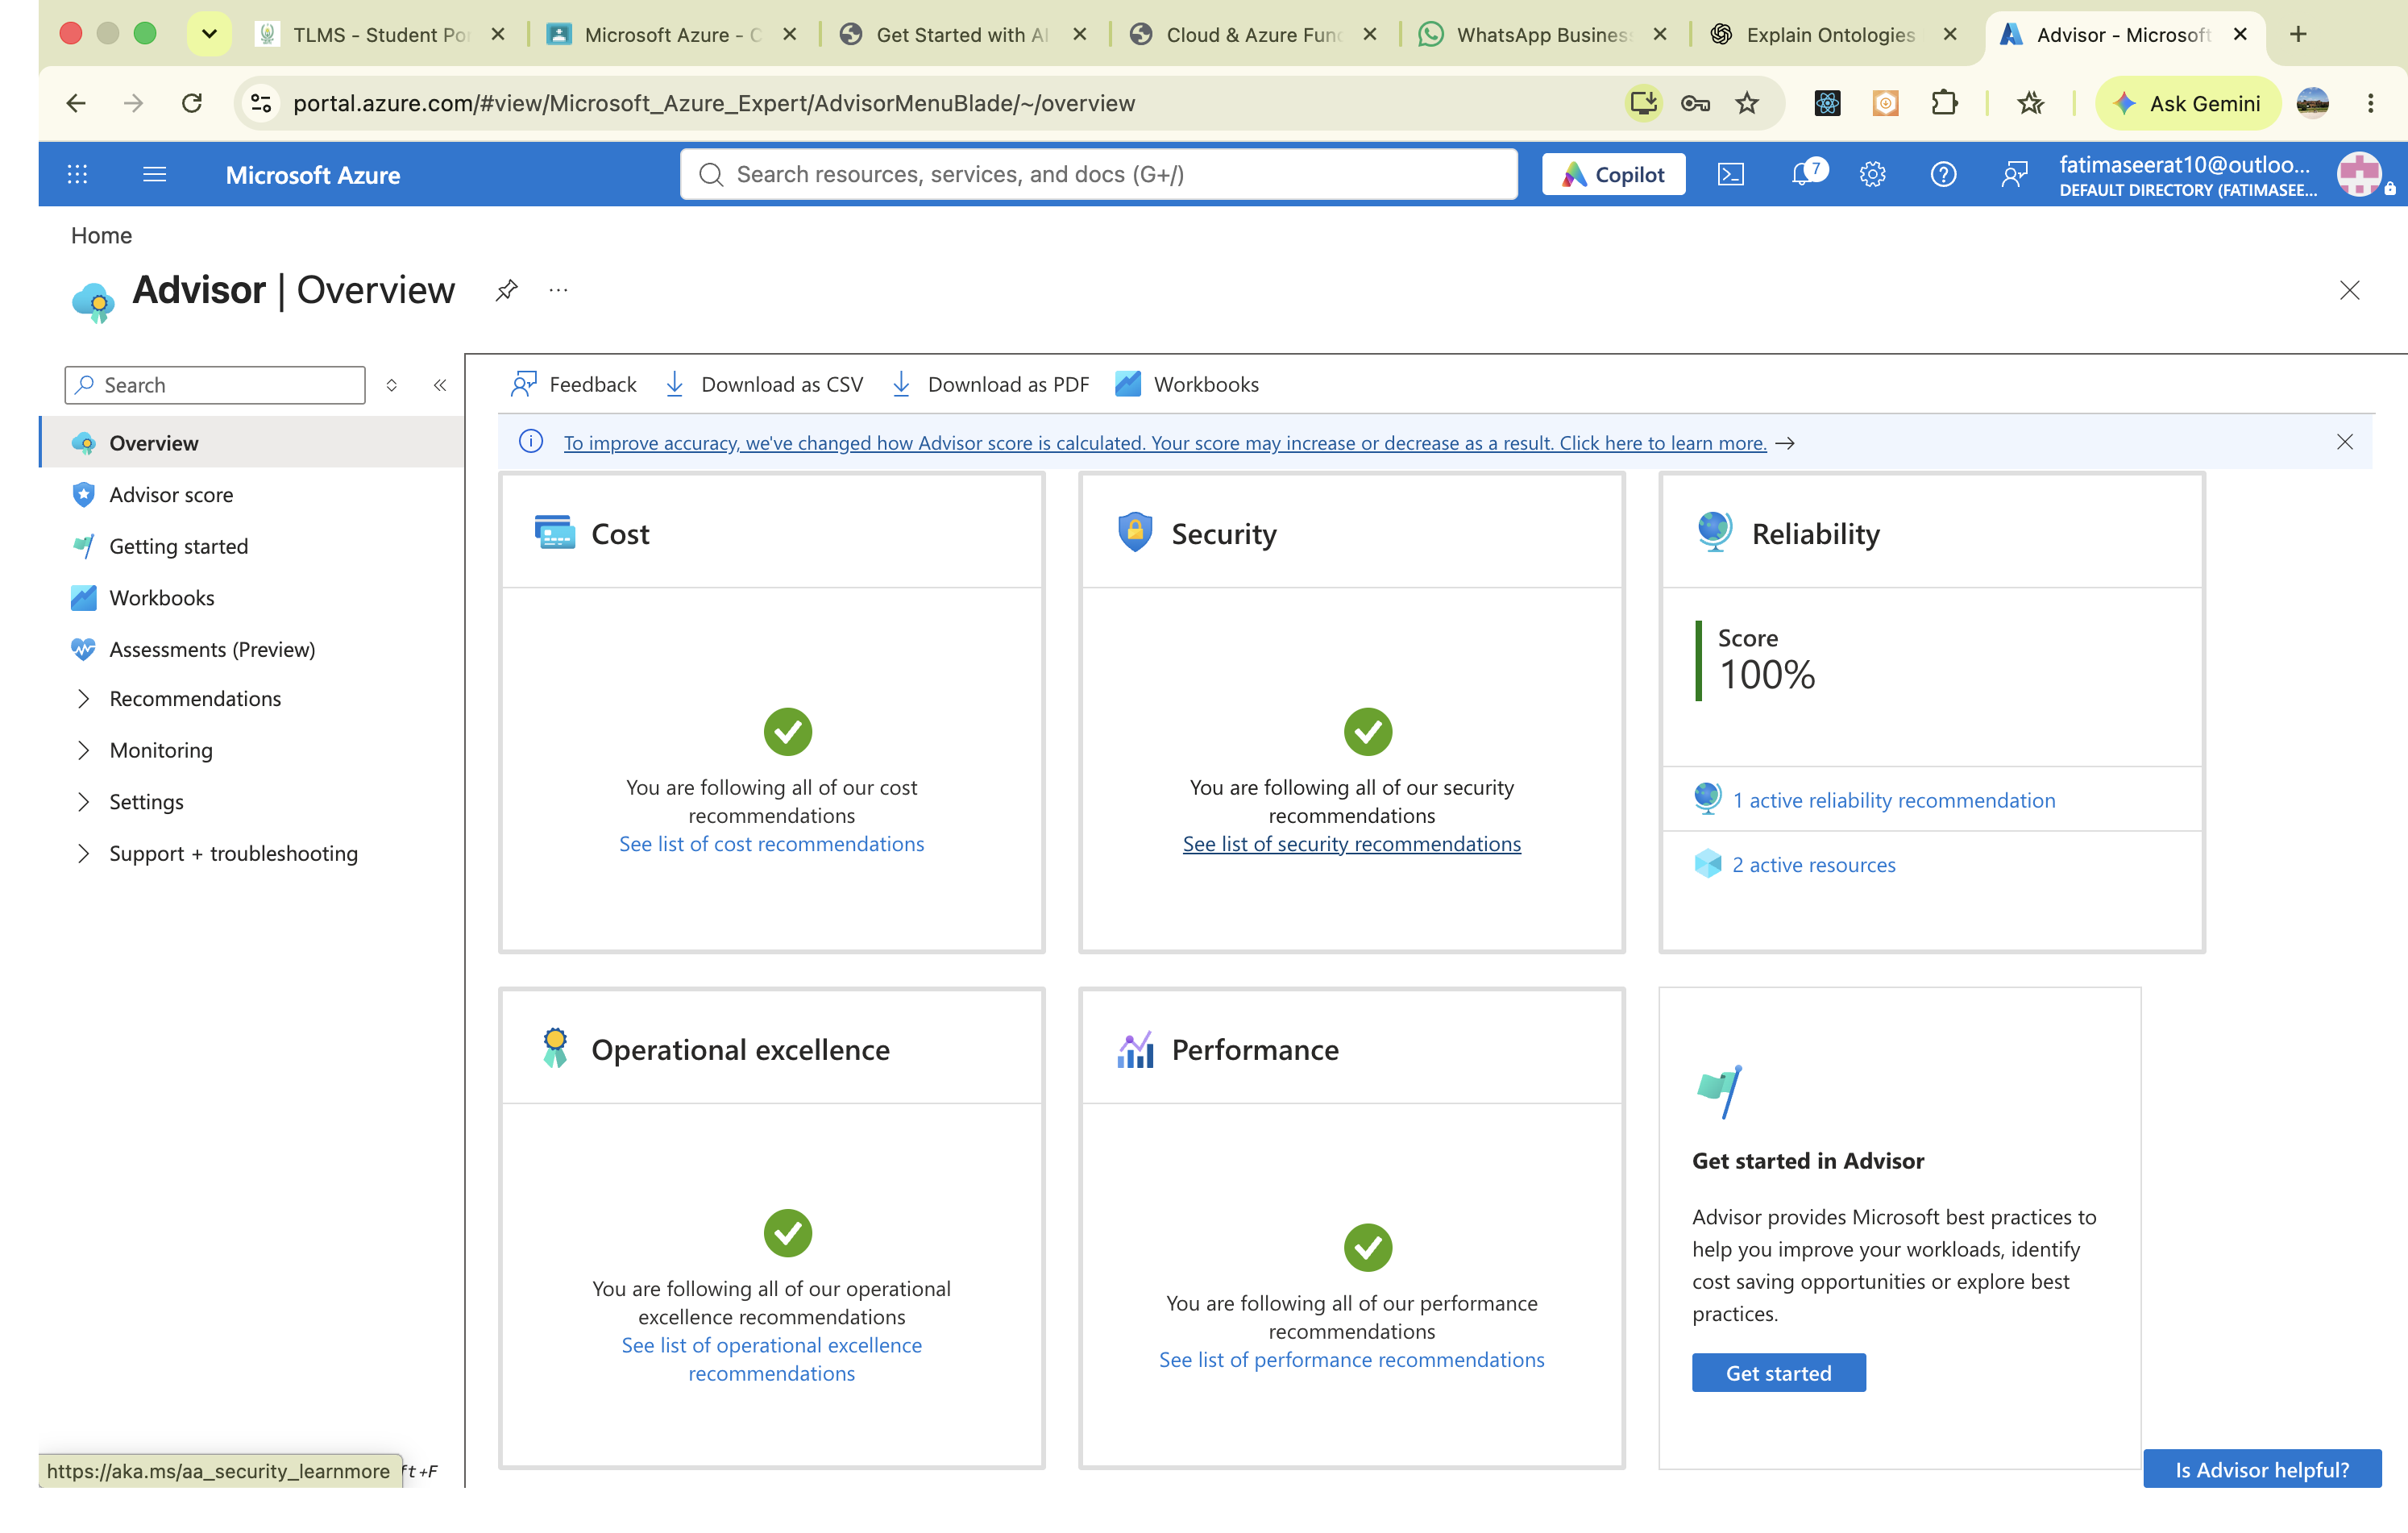 TLMS - Student Po
Microsoft Azure - C
Get Started with AI
Cloud & Azure Fun
WhatsApp Busines
Explain Ontologies
Advisor - Microsoft
portal.azure.com/#view/Microsoft_Azure_Expert/AdvisorMenuBlade/~/overview
Ask Gemini
Microsoft Azure
Search resources, services, and docs (G+/)
Copilot
7
fatimaseerat10@outloo...
DEFAULT DIRECTORY (FATIMASEE...
Home
Advisor | Overview
Search
Feedback
Download as CSV
Download as PDF
Workbooks
To improve accuracy, we've changed how Advisor score is calculated. Your score may increase or decrease as a result. Click here to learn more. →
Overview
Advisor score
Getting started
Workbooks
Assessments (Preview)
Recommendations
Monitoring
Settings
Support + troubleshooting
Cost
You are following all of our cost
recommendations
See list of cost recommendations
Security
You are following all of our security
recommendations
See list of security recommendations
Reliability
Score
100%
1 active reliability recommendation
2 active resources
Operational excellence
You are following all of our operational
excellence recommendations
See list of operational excellence
recommendations
Performance
You are following all of our performance
recommendations
See list of performance recommendations
Get started in Advisor
Advisor provides Microsoft best practices to
help you improve your workloads, identify
cost saving opportunities or explore best
practices.
Get started
Is Advisor helpful?
https://aka.ms/aa_security_learnmore
ft+F